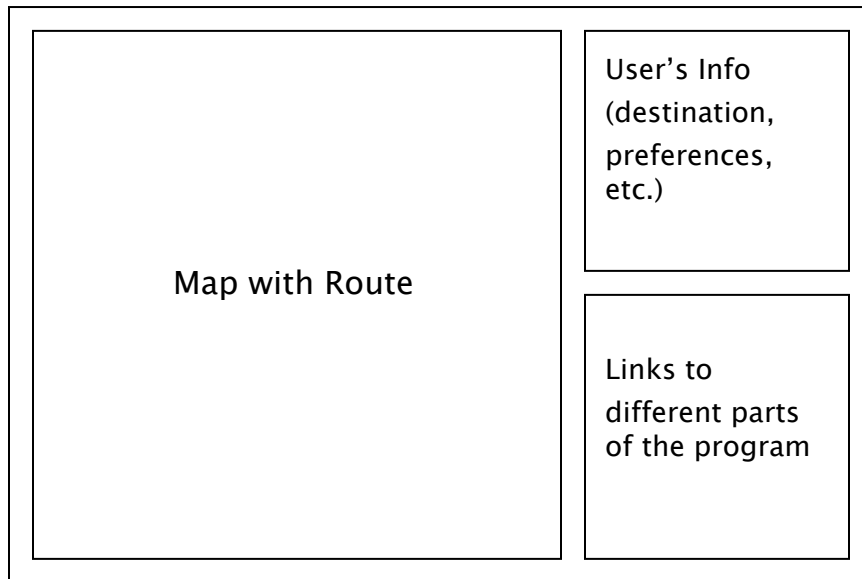 Map with Route
User’s Info
(destination,
preferences,
etc.)
Links to
different parts
of the program